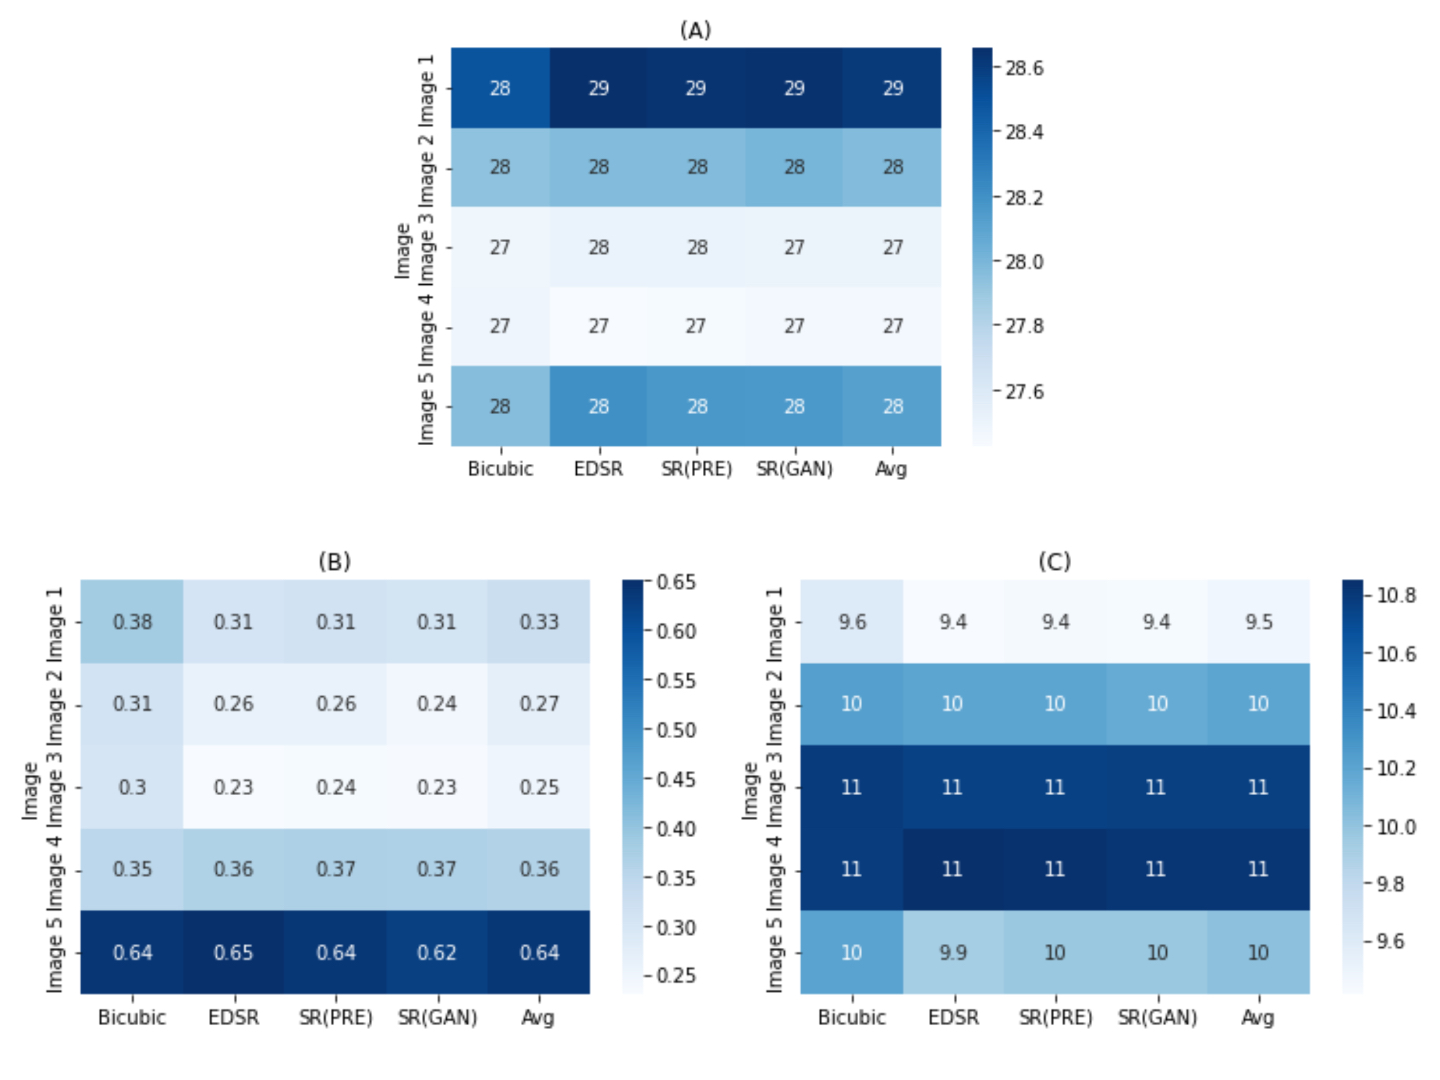 (A)
Image
Image 1 28 29 29 29 29
Image 2 28 28 28 28 28
Image 3 27 28 28 27 27
Image 4 27 27 27 27 27
Image 5 28 28 28 28 28
Bicubic EDSR SR(PRE) SR(GAN) Avg
28.6
28.4
28.2
28.0
27.8
27.6
(B)
Image
Image 1 0.38 0.31 0.31 0.31 0.33
Image 2 0.31 0.26 0.26 0.24 0.27
Image 3 0.3 0.23 0.24 0.23 0.25
Image 4 0.35 0.36 0.37 0.37 0.36
Image 5 0.64 0.65 0.64 0.62 0.64
Bicubic EDSR SR(PRE) SR(GAN) Avg
0.65
0.60
0.55
0.50
0.45
0.40
0.35
0.30
0.25
(C)
Image
Image 1 9.6 9.4 9.4 9.4 9.5
Image 2 10 10 10 10 10
Image 3 11 11 11 11 11
Image 4 11 11 11 11 11
Image 5 10 9.9 10 10 10
Bicubic EDSR SR(PRE) SR(GAN) Avg
10.8
10.6
10.4
10.2
10.0
9.8
9.6